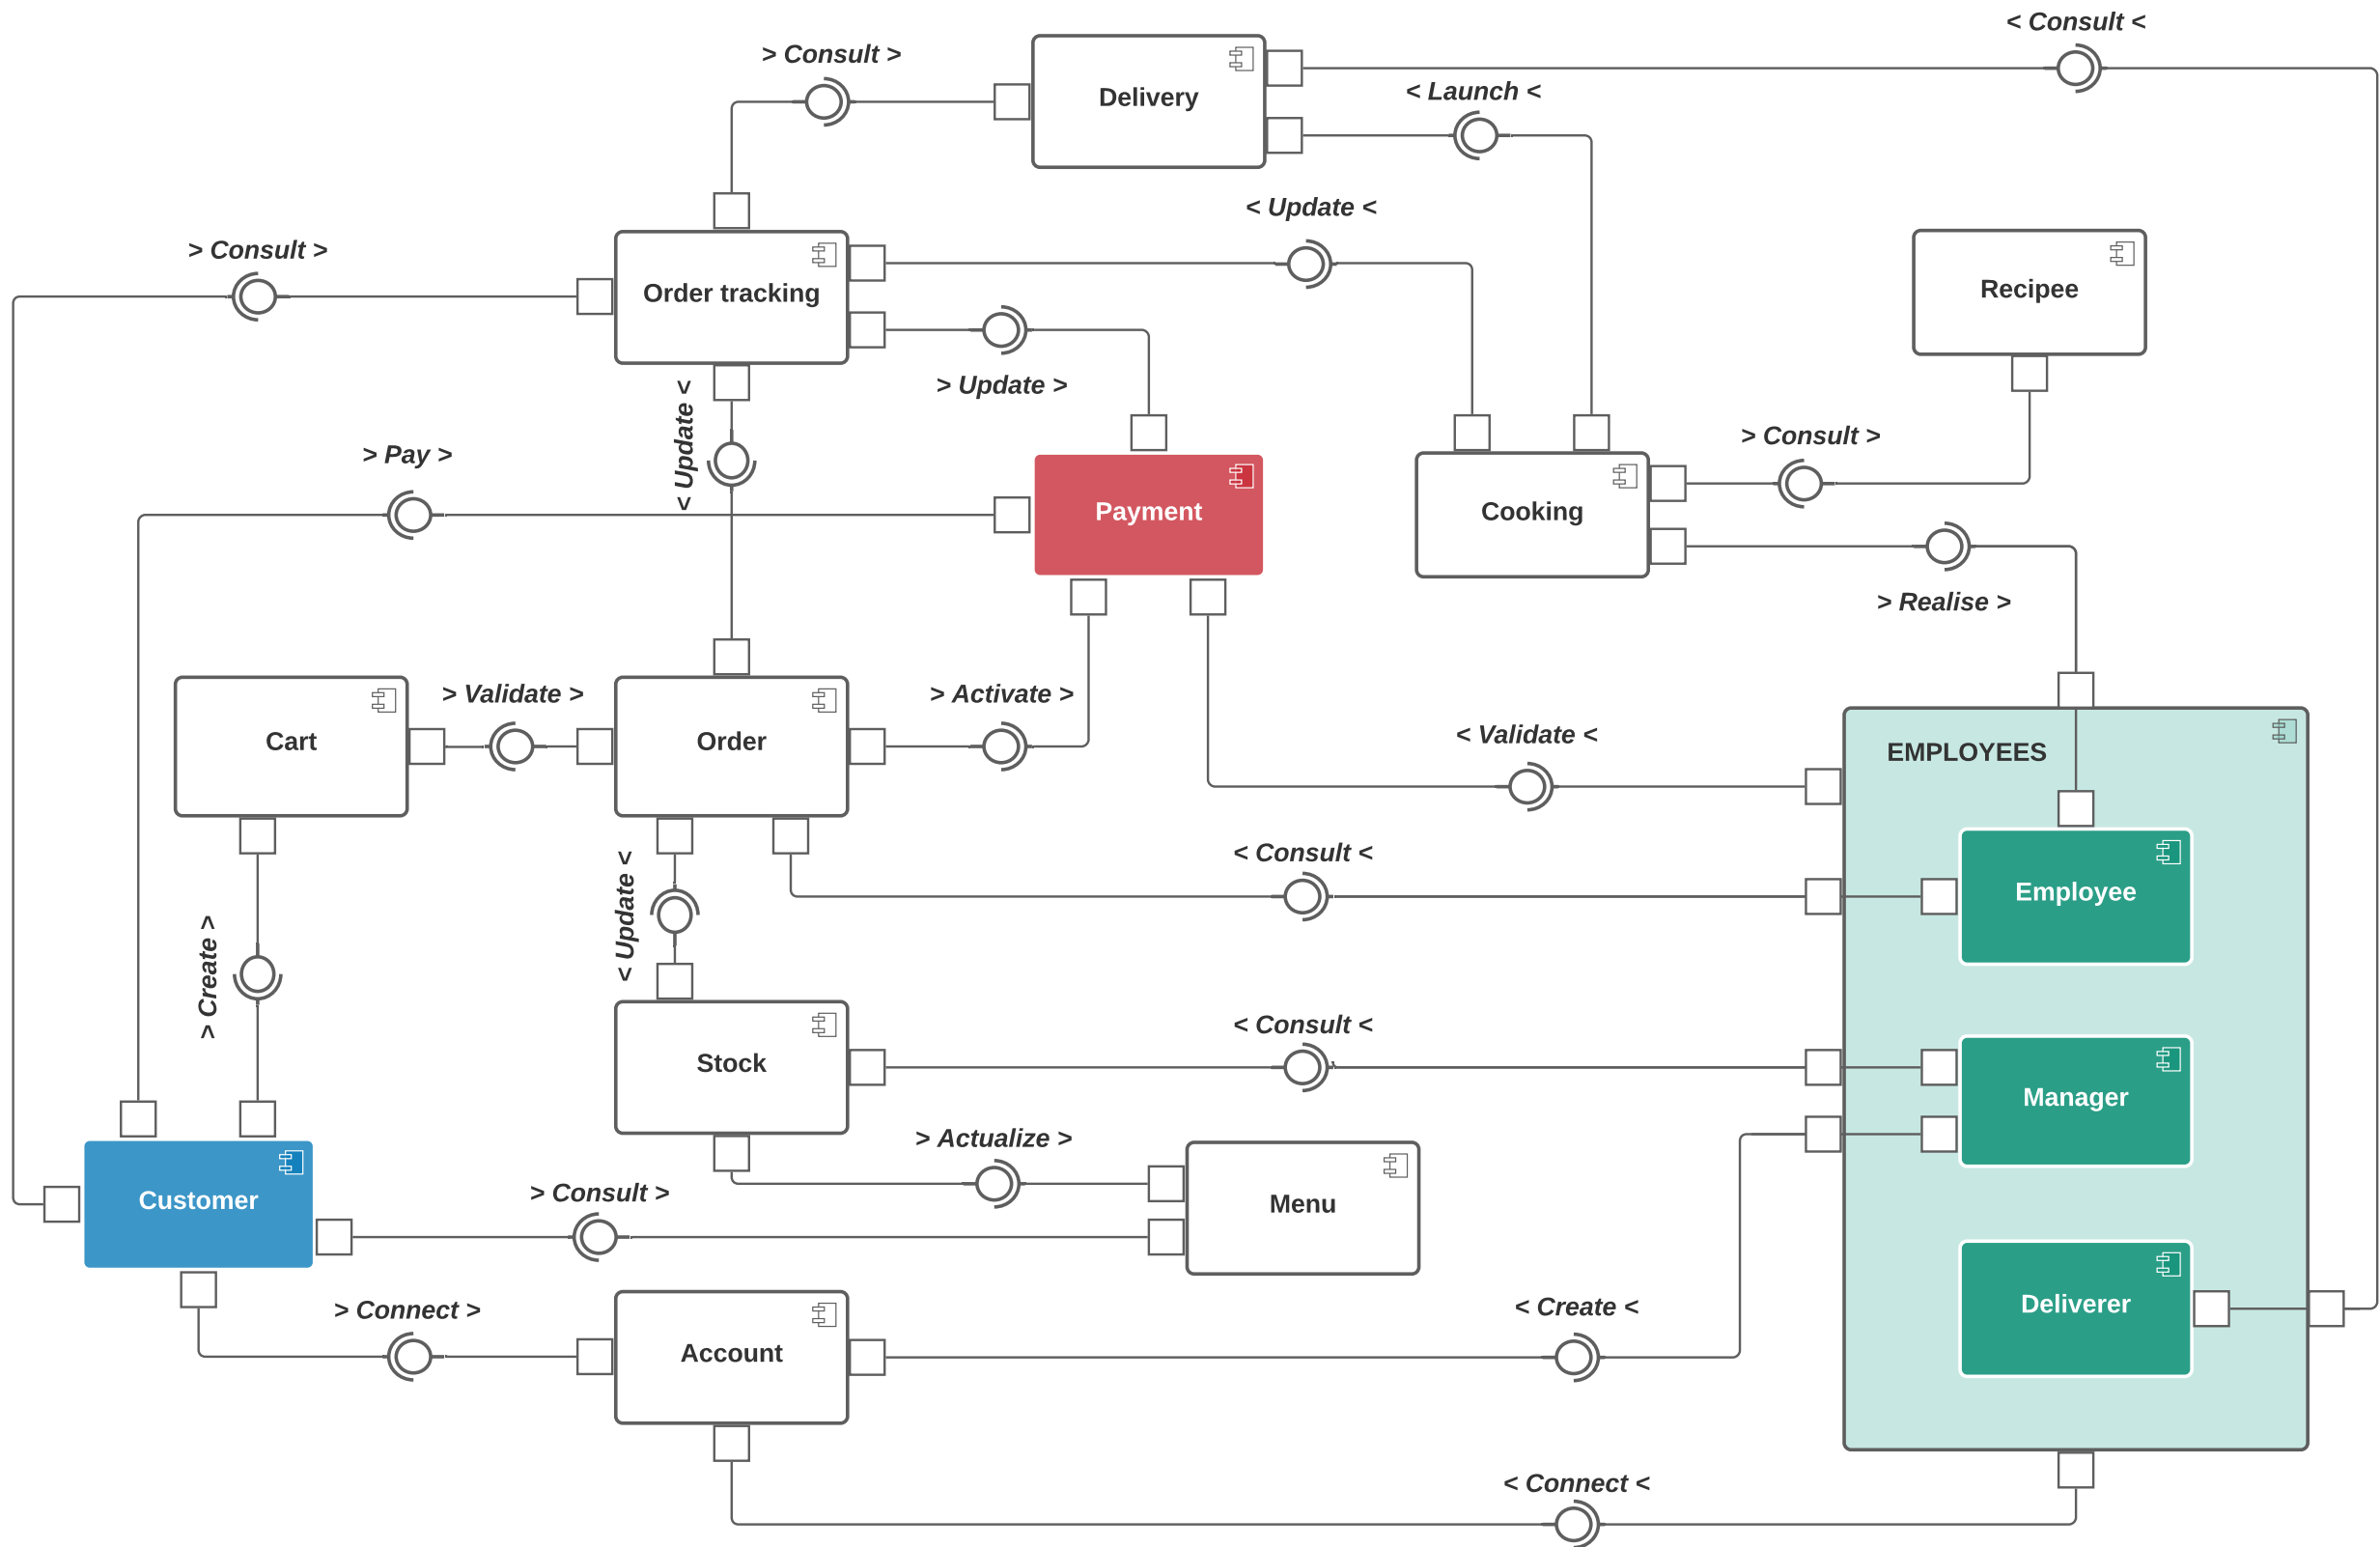 < Consult <
> Consult >
Delivery
< Launch <
< Update <
> Consult >
Order tracking
Recipee
> Update >
< Update <
> Pay >
> Consult >
Payment
Cooking
> Realise >
> Validate >
> Activate >
Cart
Order
< Validate <
EMPLOYEES
< Consult <
Employee
< Update <
> Create >
< Consult <
Stock
Manager
> Actualize >
Customer
> Consult >
Menu
> Connect >
< Create <
Deliverer
Account
< Connect <